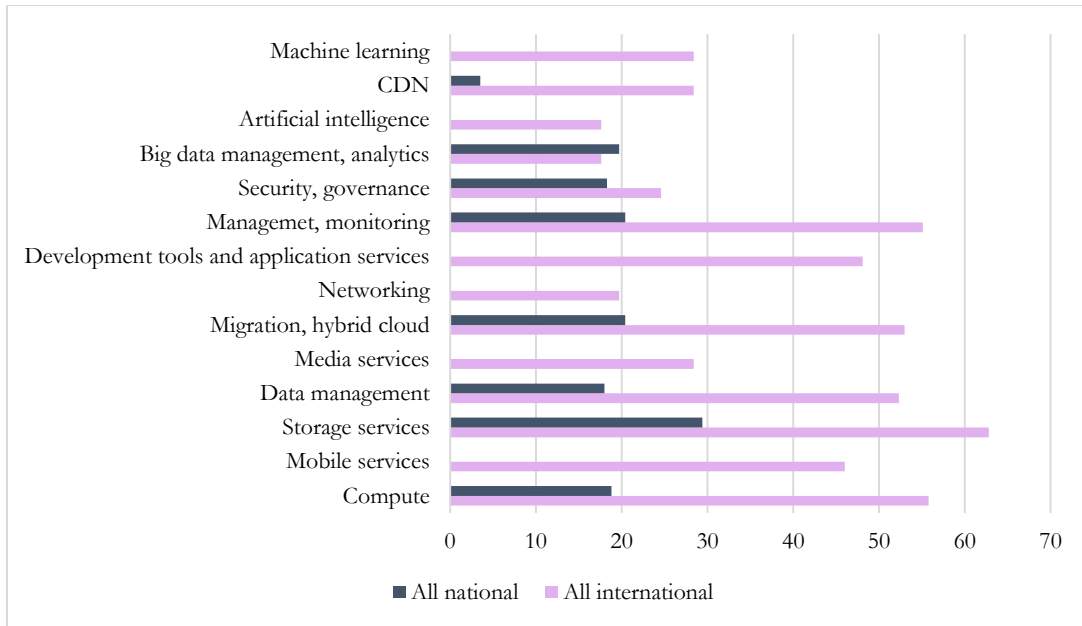 Machine learning
CDN
Artificial intelligence
Big data management, analytics
Security, governance
Managemet, monitoring
Development tools and application services
Networking
Migration, hybrid cloud
Media services
Data management
Storage services
Mobile services
Compute
0 10 20 30 40 50 60 70
All national All international